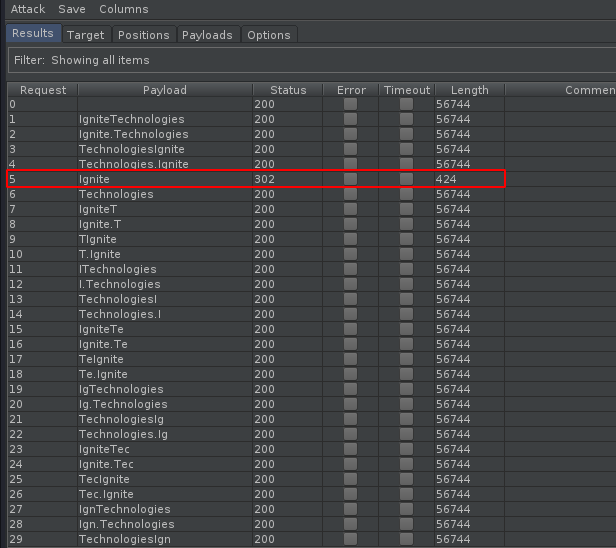 Attack Save Columns
Results Target Positions Payloads Options
Filter: Showing all items
Request Payload Status Error Timeout Length Commen
0 200 56744
1 IgniteTechnologies 200 56744
2 Ignite.Technologies 200 56744
3 TechnologiesIgnite 200 56744
4 Technologies.Ignite 200 56744
5 Ignite 302 424
6 Technologies 200 56744
7 IgniteT 200 56744
8 Ignite.T 200 56744
9 TIgnite 200 56744
10 T.Ignite 200 56744
11 ITechnologies 200 56744
12 I.Technologies 200 56744
13 TechnologiesI 200 56744
14 Technologies.I 200 56744
15 IgniteTe 200 56744
16 Ignite.Te 200 56744
17 TeIgnite 200 56744
18 Te.Ignite 200 56744
19 IgTechnologies 200 56744
20 Ig.Technologies 200 56744
21 TechnologiesIg 200 56744
22 Technologies.Ig 200 56744
23 IgniteTec 200 56744
24 Ignite.Tec 200 56744
25 TecIgnite 200 56744
26 Tec.Ignite 200 56744
27 IgnTechnologies 200 56744
28 Ign.Technologies 200 56744
29 TechnologiesIgn 200 56744